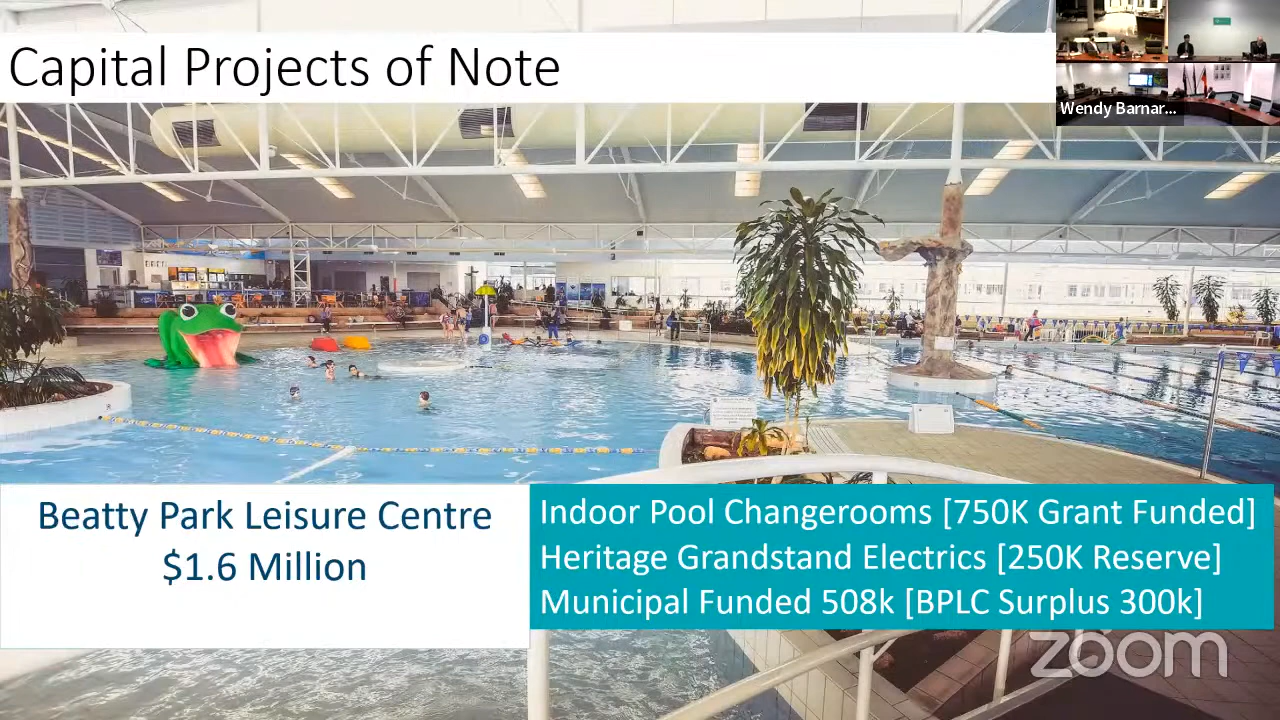 Capital Projects of Note
Wendy Barnar...
Beatty Park Leisure Centre
$1.6 Million
Indoor Pool Changerooms [750K Grant Funded]
Heritage Grandstand Electrics [250K Reserve]
Municipal Funded 508k [BPLC Surplus 300k]
zoom